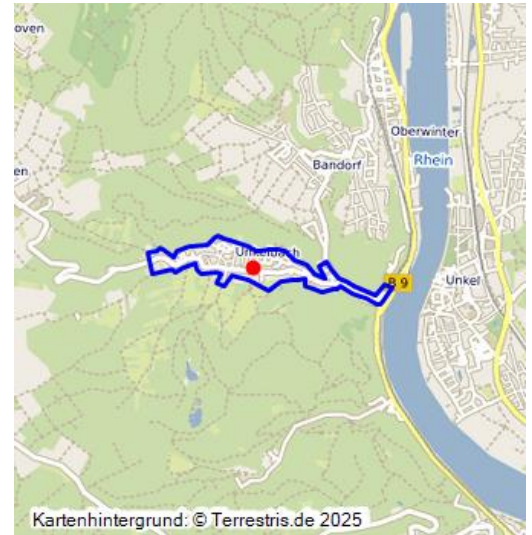 oven
Oberwinter
Bandorf
Rhein
en
Unkelbach
B 9
Unkel
Kartenhintergrund: © Terrestris.de 2025